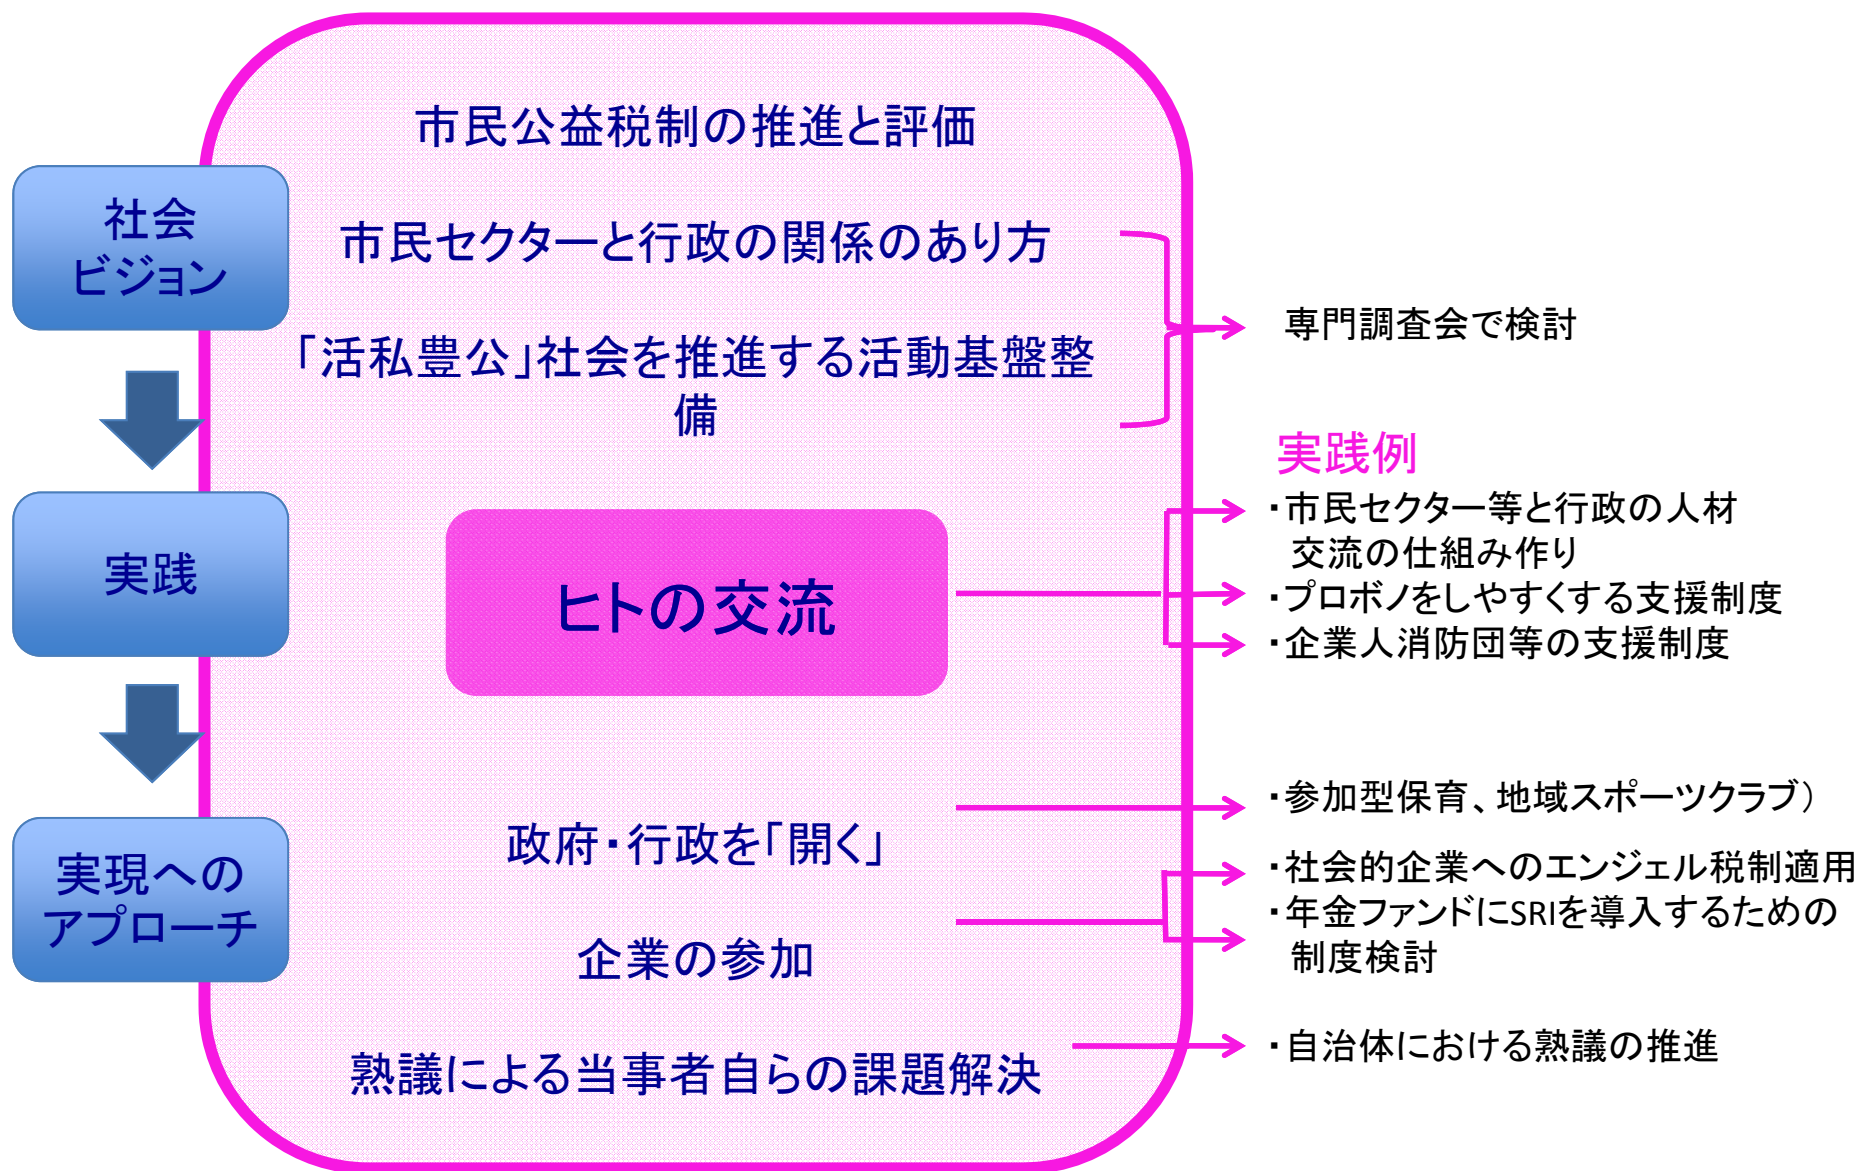 社会
ビジョン
実践
実現への
アプローチ
市民公益税制の推進と評価
市民セクターと行政の関係のあり方
「活私豊公」社会を推進する活動基盤整
備
ヒトの交流
政府・行政を「開く」
企業の参加
熟議による当事者自らの課題解決
専門調査会で検討
実践例
・市民セクター等と行政の人材
交流の仕組み作り
・プロボノをしやすくする支援制度
・企業人消防団等の支援制度
・参加型保育、地域スポーツクラブ）
・社会的企業へのエンジェル税制適用
・年金ファンドにSRIを導入するための
制度検討
・自治体における熟議の推進